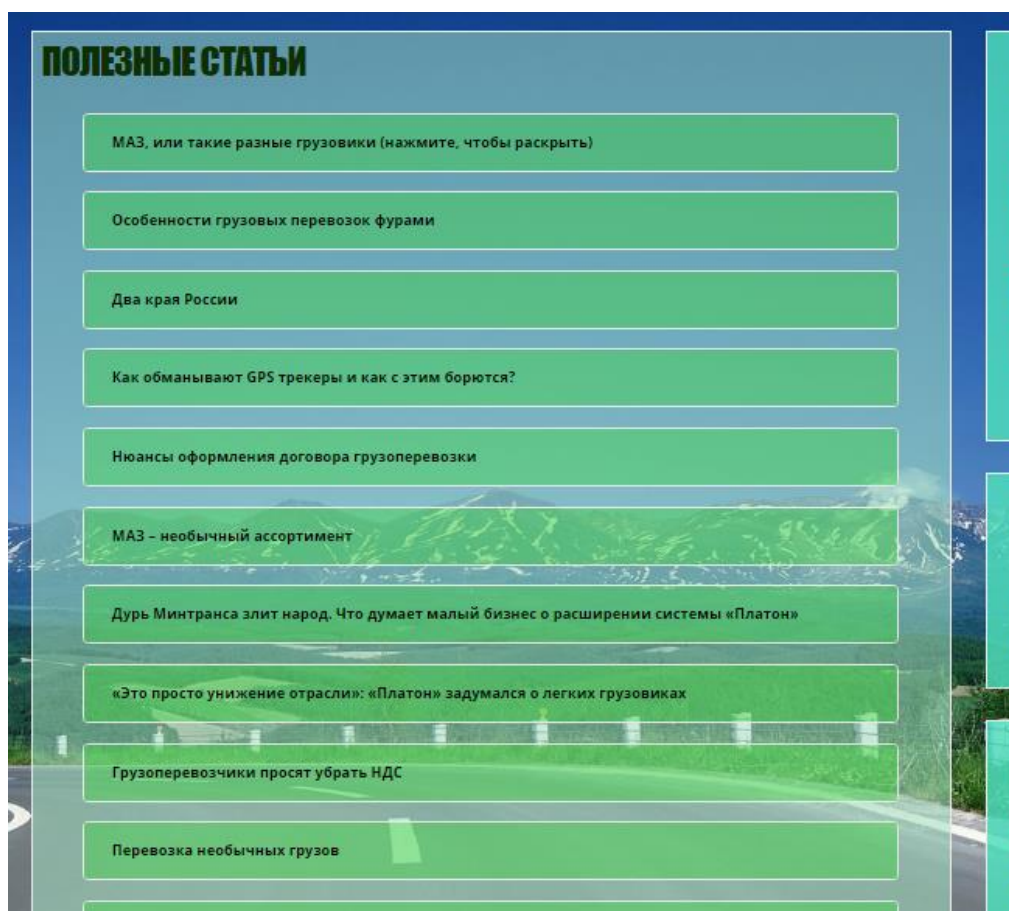 ПОЛЕЗНЫЕ СТАТЬИ
МАЗ, или такие разные грузовики (нажмите, чтобы раскрыть)
Особенности грузовых перевозок фурами
Два края России
Как обманывают GPS трекеры и как с этим борются?
Нюансы оформления договора грузоперевозки
МАЗ – необычный ассортимент
Дурь Минтранса злит народ. Что думает малый бизнес о расширении системы «Платон»
«Это просто унижение отрасли»: «Платон» задумался о легких грузовиках
Грузоперевозчики просят убрать НДС
Перевозка необычных грузов